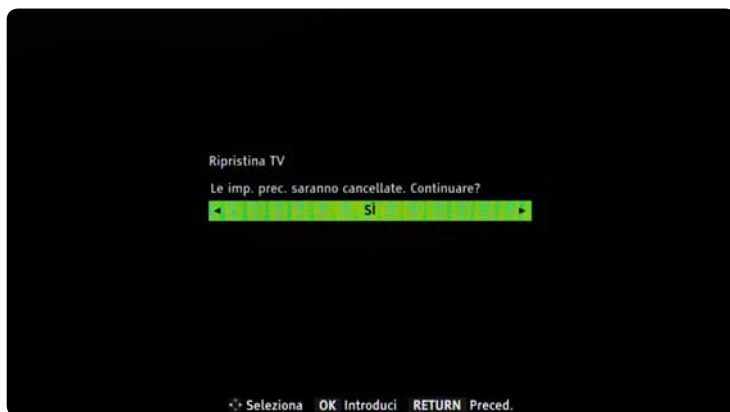 Ripristina TV
Le imp. prec. saranno cancellate. Continuare?
SÌ
Seleziona OK Introduci RETURN Preced.